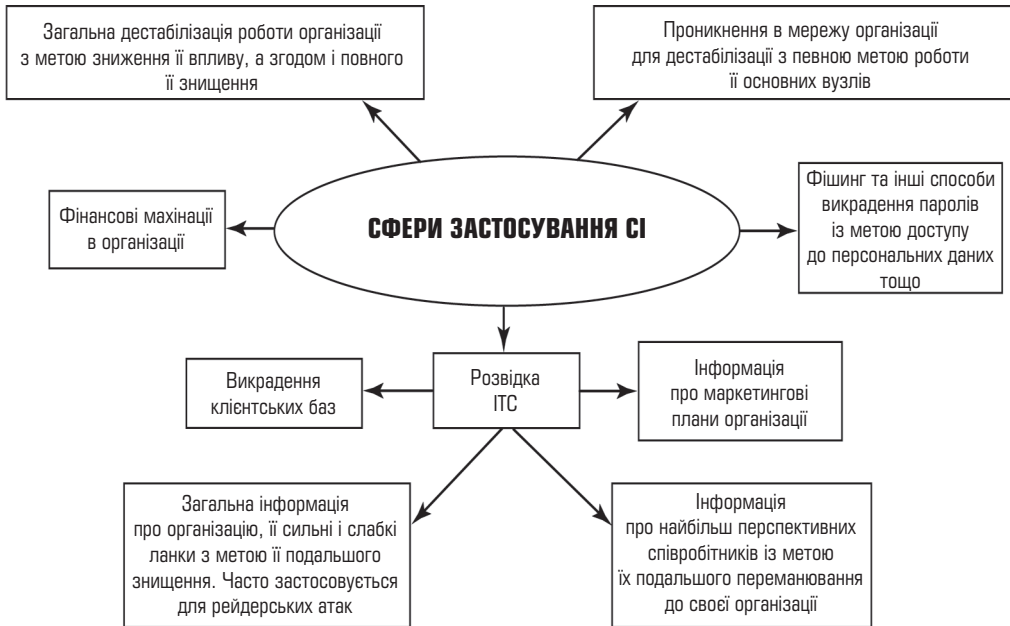 Загальна дестабілізація роботи організації
з метою зниження її впливу, а згодом і повного
її знищення
Проникнення в мережу організації
для дестабілізації з певною метою роботи
її основних вузлів
Фінансові махінації
в організації
СФЕРИ ЗАСТОСУВАННЯ СІ
Фішинг та інші способи
викрадення паролів
із метою доступу
до персональних даних
тощо
Викрадення
клієнтських баз
Розвідка
ІТС
Інформація
про маркетингові
плани організації
Загальна інформація
про організацію, її сильні і слабкі
ланки з метою її подальшого
знищення. Часто застосовується
для рейдерських атак
Інформація
про найбільш перспективних
співробітників із метою
їх подальшого переманювання
до своєї організації